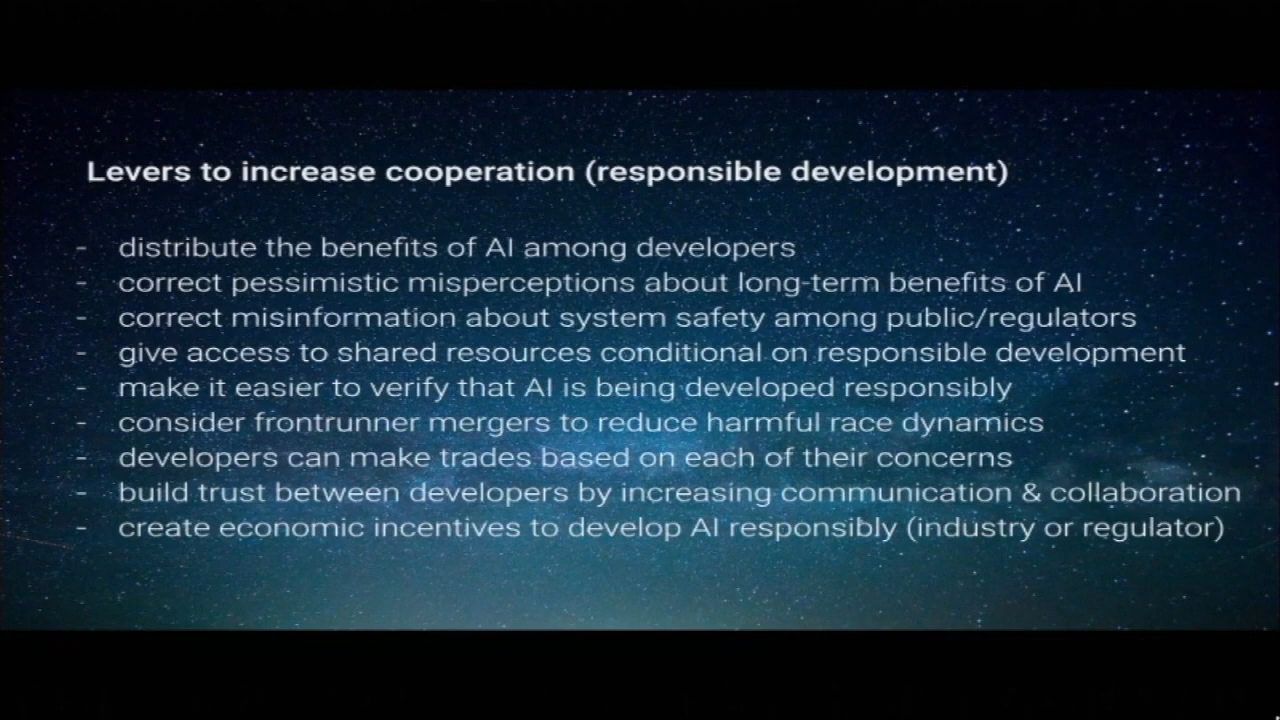 Levers to increase cooperation (responsible development)
- distribute the benefits of AI among developers
- correct pessimistic misperceptions about long-term benefits of AI
- correct misinformation about system safety among public/regulators
- give access to shared resources conditional on responsible development
- make it easier to verify that AI is being developed responsibly
- consider frontrunner mergers to reduce harmful race dynamics
- developers can make trades based on each of their concerns
- build trust between developers by increasing communication & collaboration
- create economic incentives to develop AI responsibly (industry or regulator)